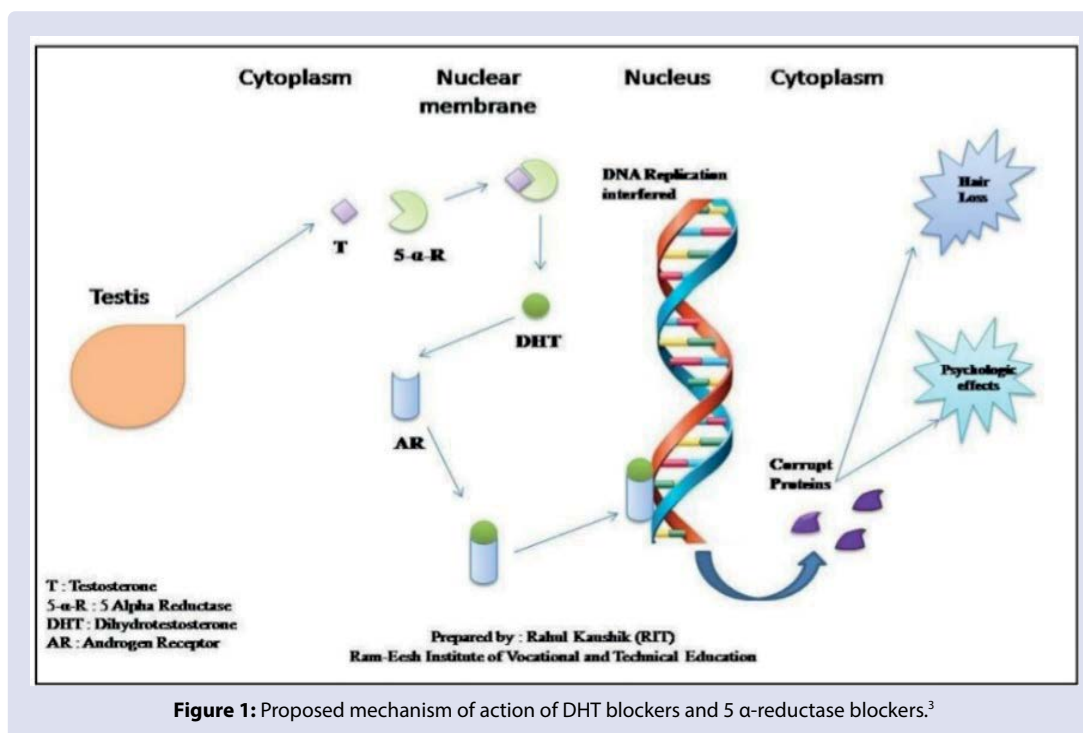 Cytoplasm
Nuclear
membrane
Nucleus
Cytoplasm
DNA Replication
interfered
Hair
Loss
T
5-α-R
Testis
DHT
Psychologic
effects
AR
Corrupt
Proteins
T : Testosterone
5-α-R : 5 Alpha Reductase
DHT : Dihydrotestosterone
AR : Androgen Receptor
Prepared by : Rahul Kaushik (RIT)
Ram-Eesh Institute of Vocational and Technical Education
Figure 1: Proposed mechanism of action of DHT blockers and 5 α-reductase blockers.³